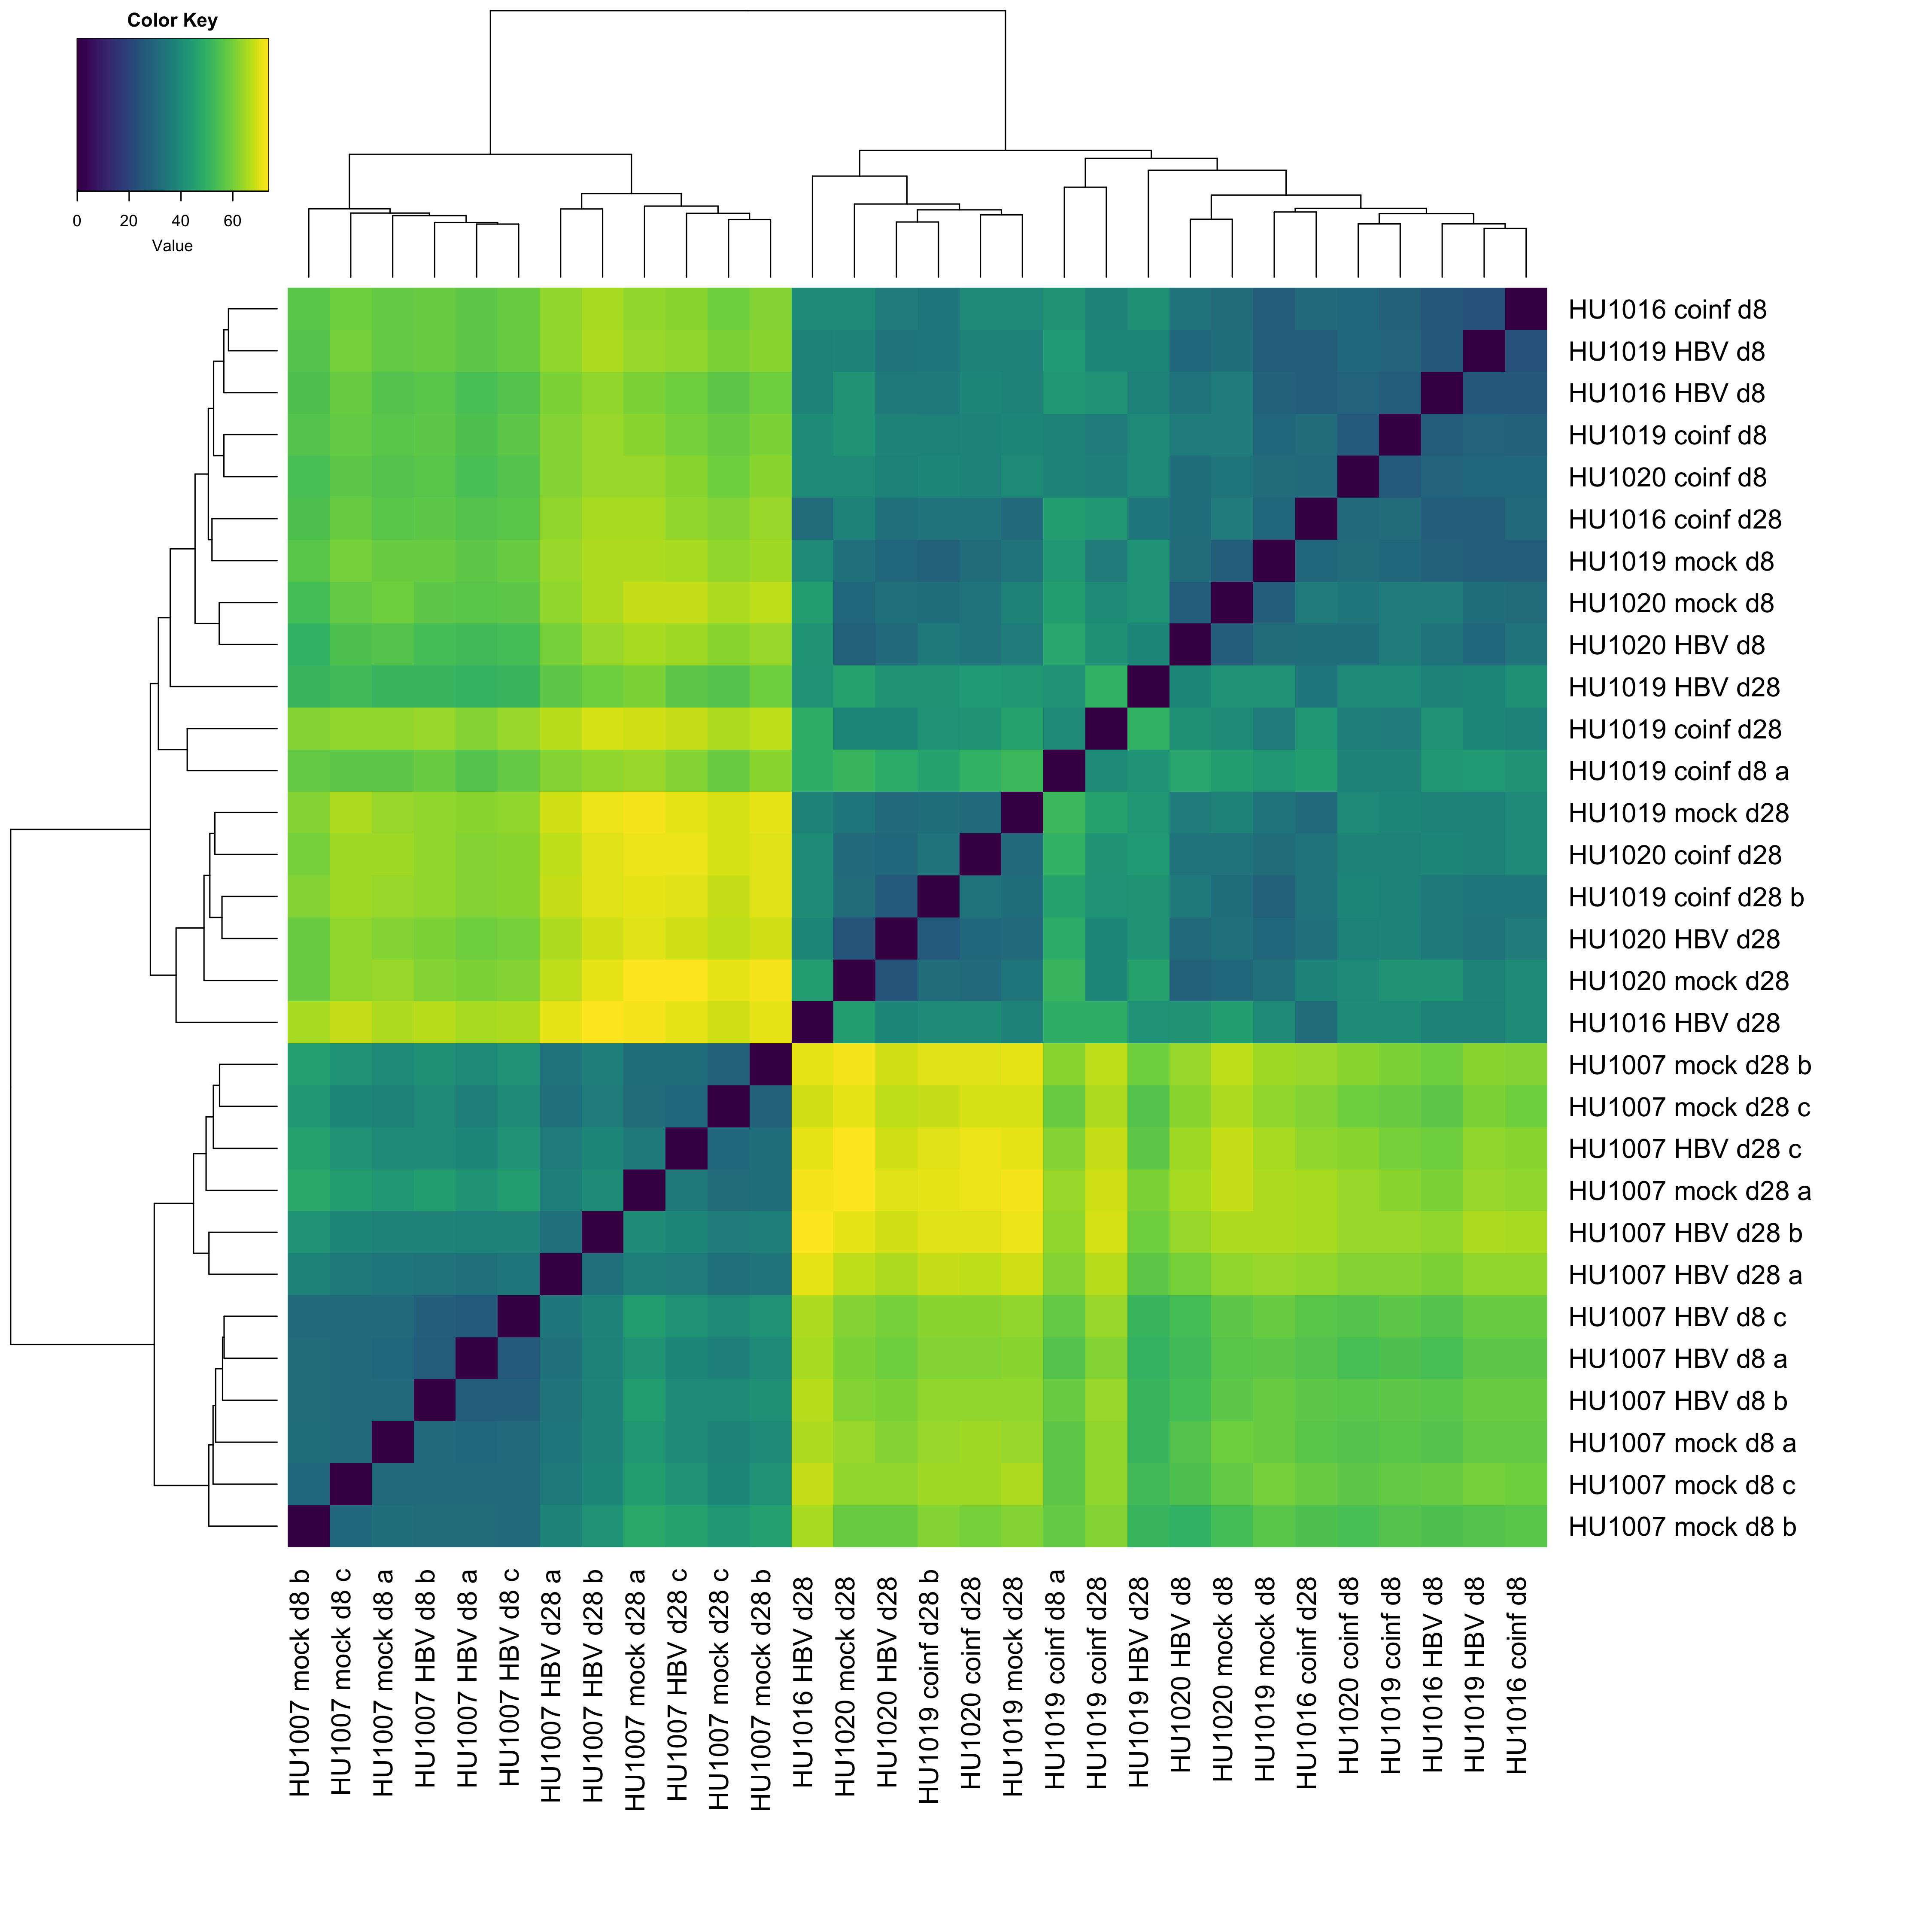 Color Key
0 20 40 60
Value
HU1016 coinf d8
HU1019 HBV d8
HU1016 HBV d8
HU1019 coinf d8
HU1020 coinf d8
HU1016 coinf d28
HU1019 mock d8
HU1020 mock d8
HU1020 HBV d8
HU1019 HBV d28
HU1019 coinf d28
HU1019 coinf d8 a
HU1019 mock d28
HU1020 coinf d28
HU1019 coinf d28 b
HU1020 HBV d28
HU1020 mock d28
HU1016 HBV d28
HU1007 mock d28 b
HU1007 mock d28 c
HU1007 HBV d28 c
HU1007 mock d28 a
HU1007 HBV d28 b
HU1007 HBV d28 a
HU1007 HBV d8 c
HU1007 HBV d8 a
HU1007 HBV d8 b
HU1007 mock d8 a
HU1007 mock d8 c
HU1007 mock d8 b
HU1007 mock d8 b
HU1007 mock d8 c
HU1007 mock d8 a
HU1007 HBV d8 b
HU1007 HBV d8 a
HU1007 HBV d8 c
HU1007 HBV d28 a
HU1007 HBV d28 b
HU1007 mock d28 a
HU1007 HBV d28 c
HU1007 mock d28 c
HU1007 mock d28 b
HU1016 HBV d28
HU1020 mock d28
HU1020 HBV d28
HU1019 coinf d28 b
HU1020 coinf d28
HU1019 mock d28
HU1019 coinf d8 a
HU1019 coinf d28
HU1019 HBV d28
HU1020 HBV d8
HU1020 mock d8
HU1019 mock d8
HU1016 coinf d28
HU1020 coinf d8
HU1019 coinf d8
HU1016 HBV d8
HU1019 HBV d8
HU1016 coinf d8